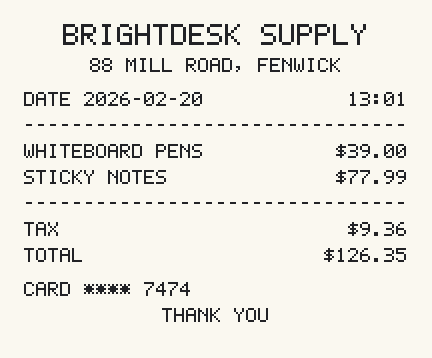 BRIGHTDESK SUPPLY
88 MILL ROAD, FENWICK
DATE 2026-02-20 13:01
--------------------------------
WHITEBOARD PENS $39.00
STICKY NOTES $77.99
--------------------------------
TAX $9.36
TOTAL $126.35
CARD **** 7474
THANK YOU